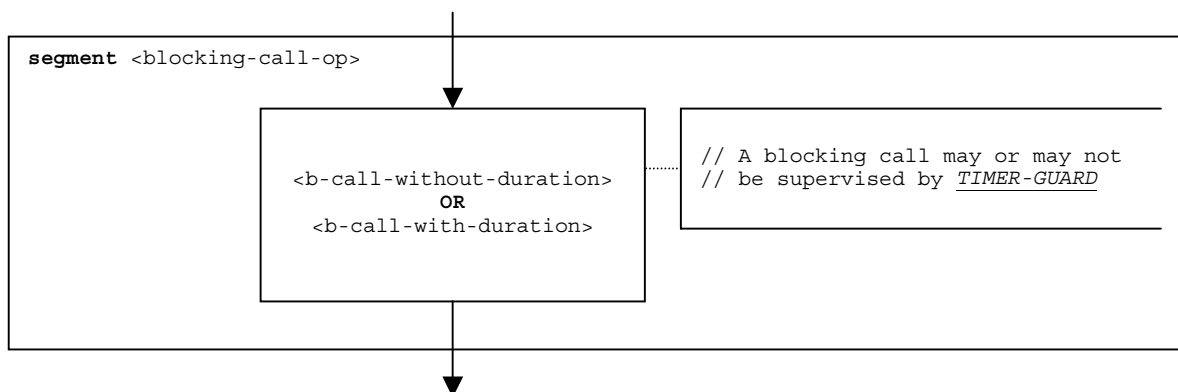 segment <blocking-call-op>
<b-call-without-duration>
OR
<b-call-with-duration>
// A blocking call may or may not
// be supervised by TIMER-GUARD